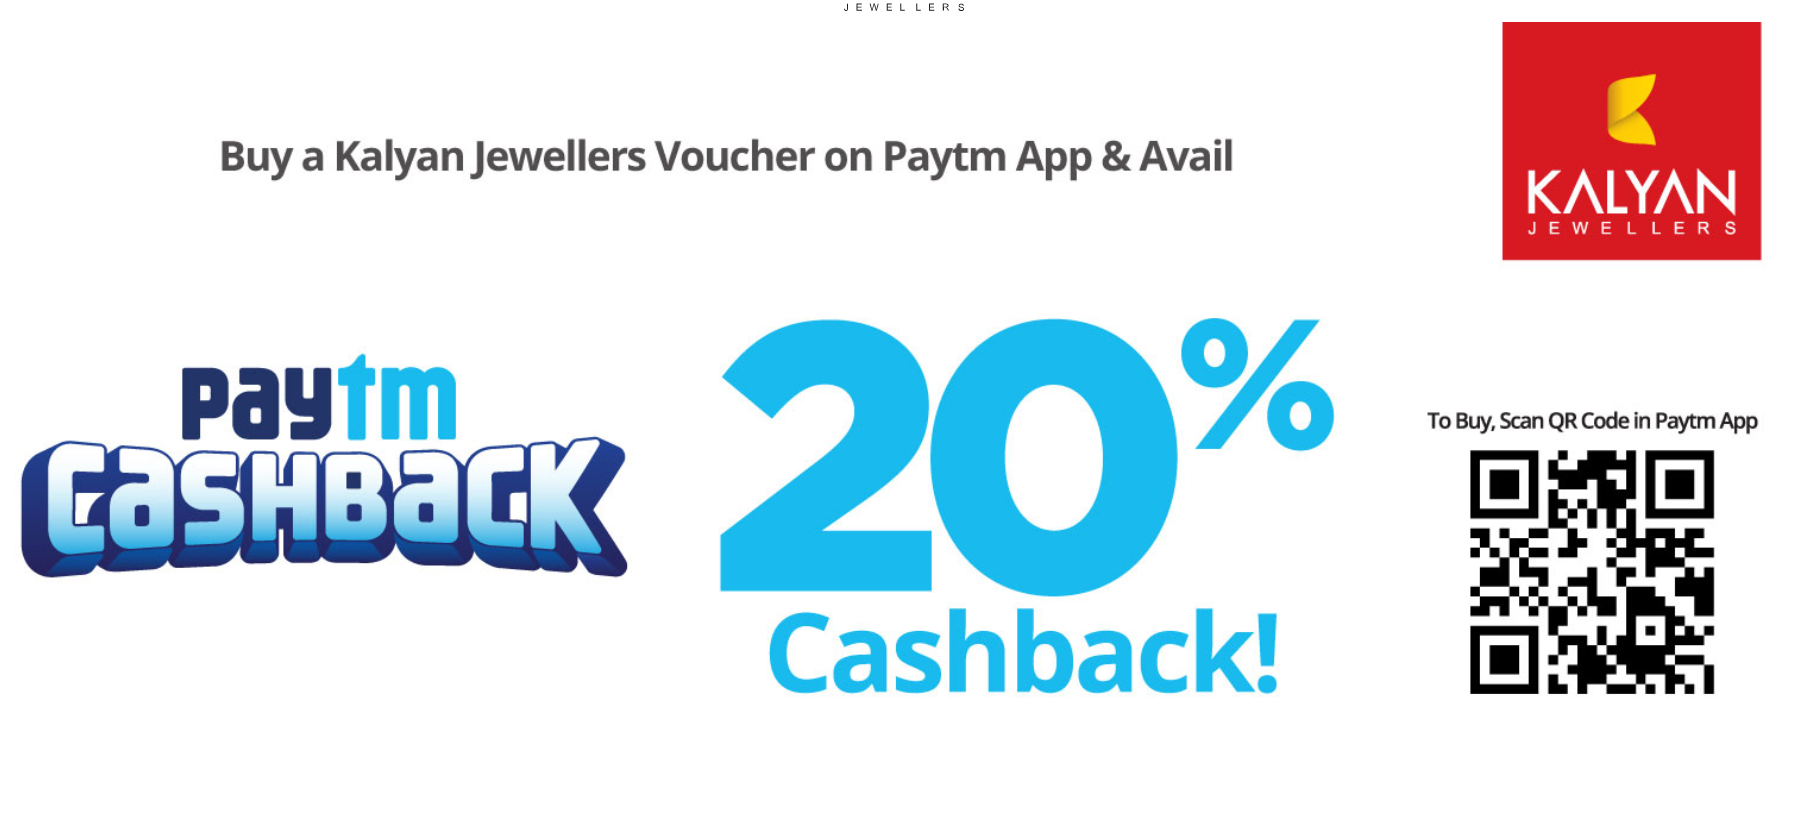 JEWELLERS
Buy a Kalyan Jewellers Voucher on Paytm App & Avail
KALYAN
JEWELLERS
paytm
CASHBACK
20%
Cashback!
To Buy, Scan QR Code in Paytm App